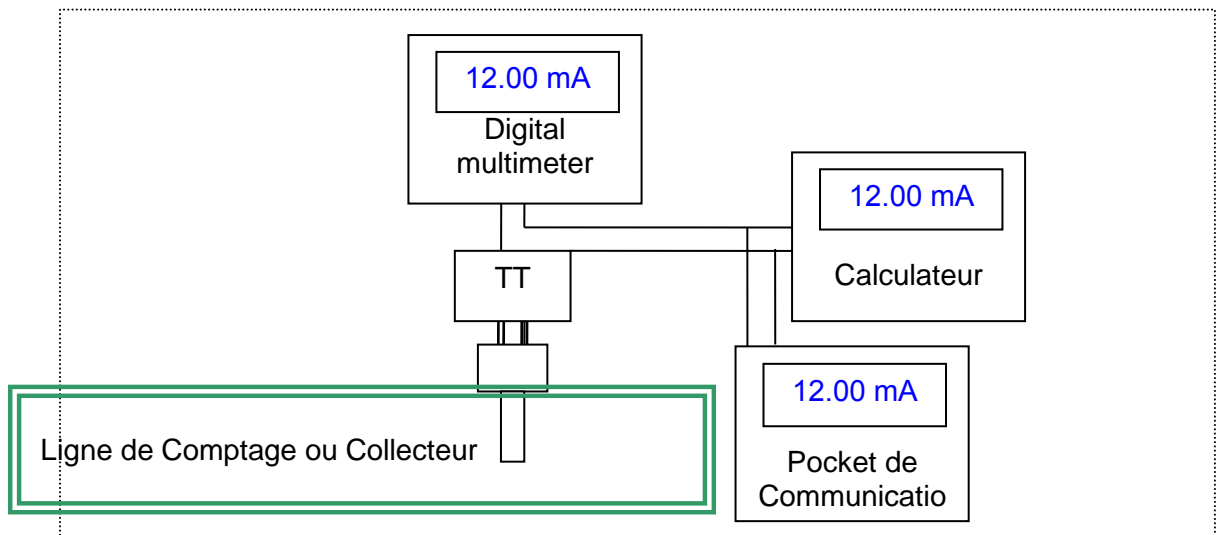 12.00 mA
Digital
multimeter
12.00 mA
Calculateur
TT
12.00 mA
Pocket de
Communicatio
Ligne de Comptage ou Collecteur